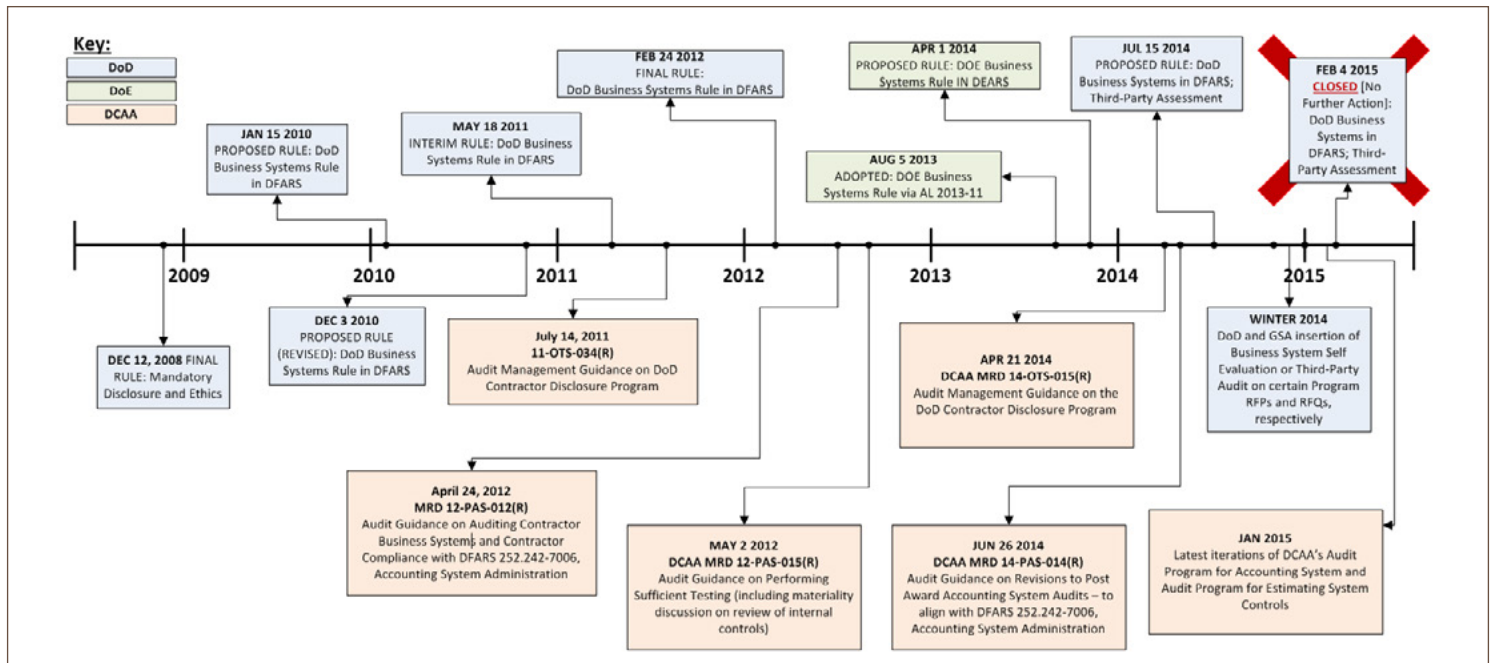 Key:
DoD
DoE
DCAA
JAN 15 2010
PROPOSED RULE: DoD
Business Systems Rule
in DFARS
MAY 18 2011
INTERIM RULE: DoD Business
Systems Rule in DFARS
FEB 24 2012
FINAL RULE:
DoD Business Systems Rule in DFARS
APR 1 2014
PROPOSED RULE: DOE Business
Systems Rule IN DEARS
AUG 5 2013
ADOPTED: DOE Business
Systems Rule via AL 2013-11
JUL 15 2014
PROPOSED RULE: DoD
Business Systems in DFARS;
Third-Party Assessment
FEB 4 2015
CLOSED [No
Further Action]:
DoD Business
Systems in
DFARS; Third-
Party Assessment
2009
2010
2011
2012
2013
2014
2015
DEC 12, 2008 FINAL
RULE: Mandatory
Disclosure and Ethics
DEC 3 2010
PROPOSED RULE
(REVISED): DoD Business
Systems Rule in DFARS
July 14, 2011
11-OTS-034(R)
Audit Management Guidance on DoD
Contractor Disclosure Program
APR 21 2014
DCAA MRD 14-OTS-015(R)
Audit Management Guidance on the
DoD Contractor Disclosure Program
WINTER 2014
DoD and GSA insertion of
Business System Self
Evaluation or Third-Party
Audit on certain Program
RFPs and RFQs,
respectively
April 24, 2012
MRD 12-PAS-012(R)
Audit Guidance on Auditing Contractor
Business Systems and Contractor
Compliance with DFARS 252.242-7006,
Accounting System Administration
MAY 2 2012
DCAA MRD 12-PAS-015(R)
Audit Guidance on Performing
Sufficient Testing (including materiality
discussion on review of internal
controls)
JUN 26 2014
DCAA MRD 14-PAS-014(R)
Audit Guidance on Revisions to Post
Award Accounting System Audits – to
align with DFARS 252.242-7006,
Accounting System Administration
JAN 2015
Latest iterations of DCAA's Audit
Program for Accounting System and
Audit Program for Estimating System
Controls